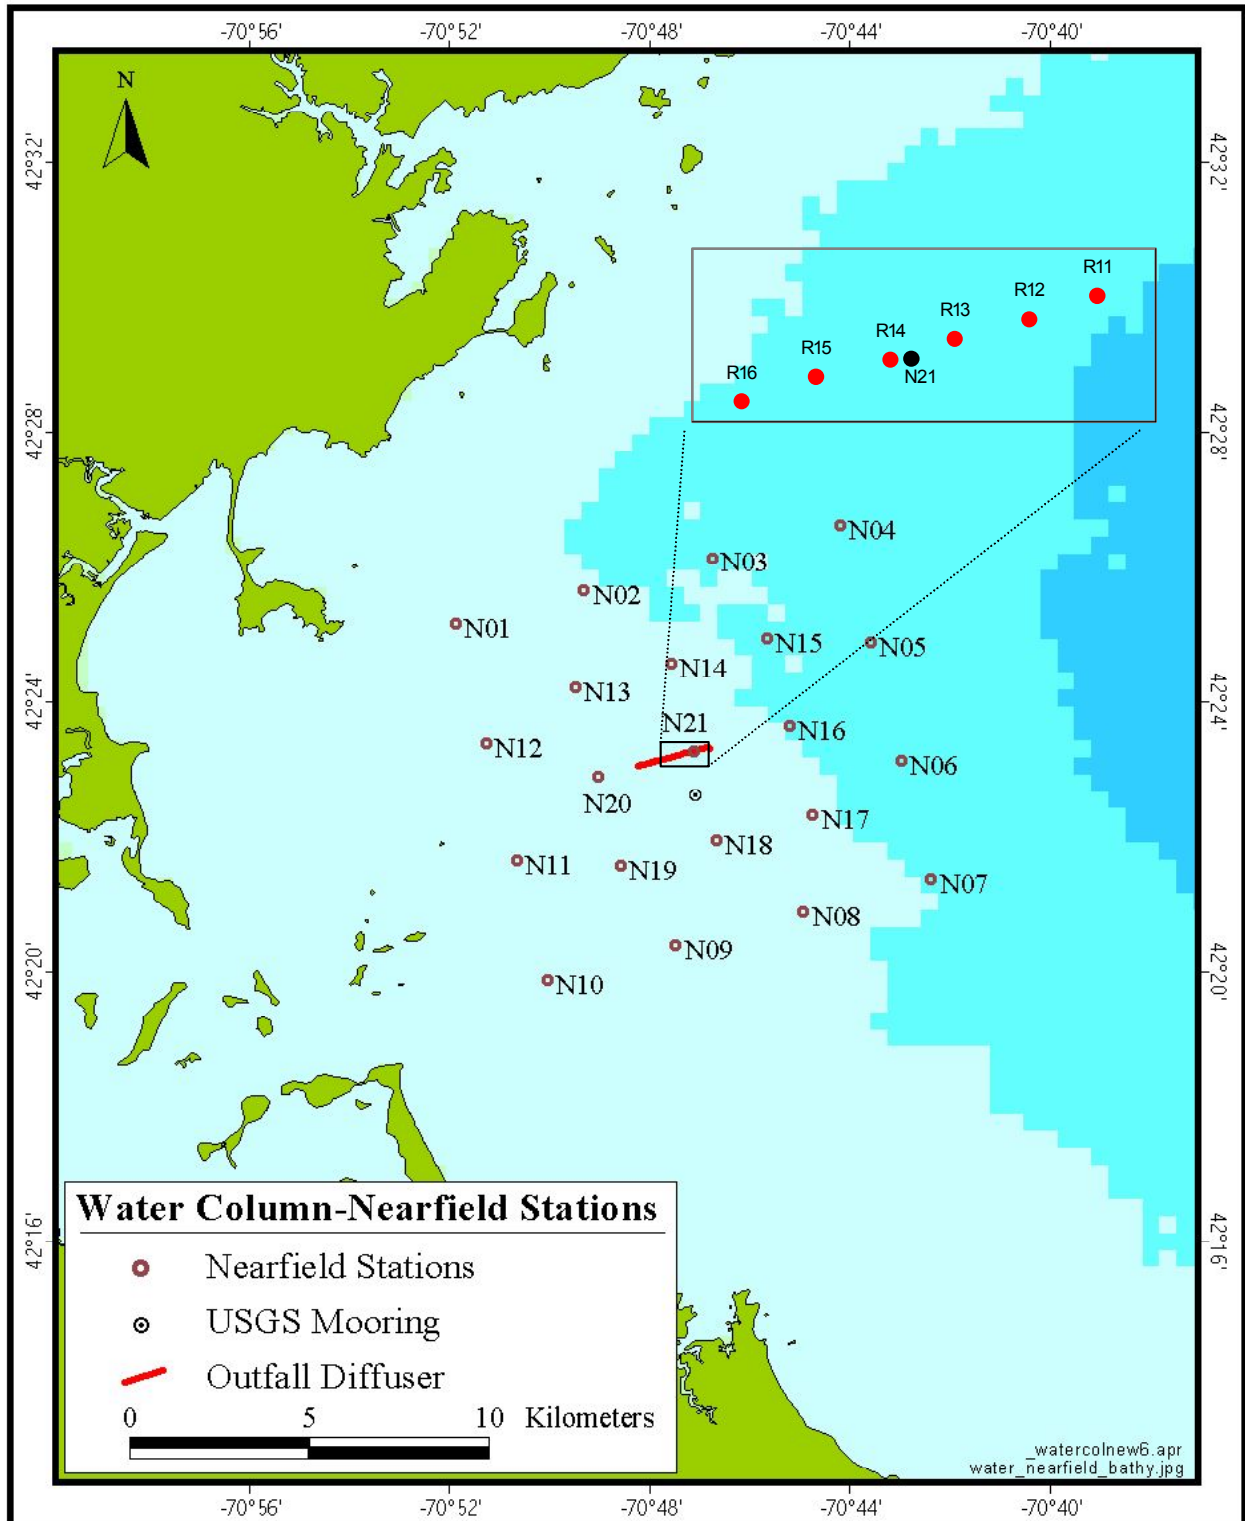 -70°56' -70°52' -70°48' -70°44' -70°40'
N
42°32' 42°32'
R11
R12
R13
R14
R15
N21
R16
42°28' 42°28'
N04
N03
N02
N01
N15 N05
N14
N13
42°24' 42°24'
N21
N16
N12
N06
N20
N17
N18
N11 N19
N07
N08
N09
42°20' 42°20'
N10
Water Column-Nearfield Stations
42°16' 42°16'
Nearfield Stations
USGS Mooring
Outfall Diffuser
0 5 10 Kilometers
_watercolnew6.apr
water_nearfield_bathy.jpg
-70°56' -70°52' -70°48' -70°44' -70°40'